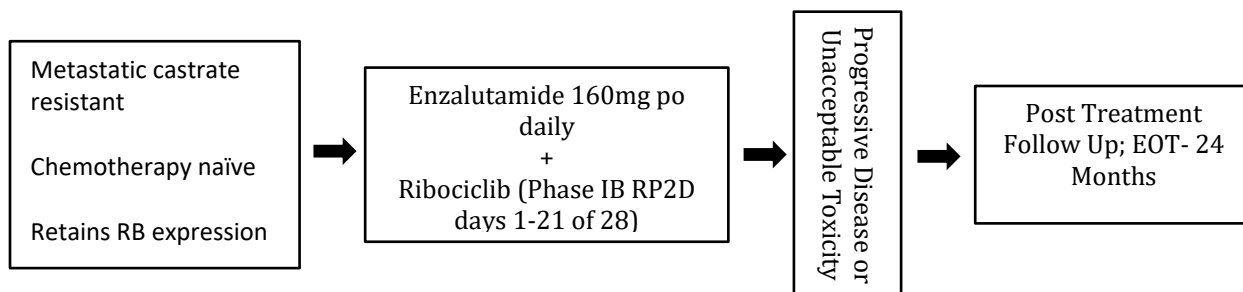 Metastatic castrate
resistant
Chemotherapy naïve
Retains RB expression
Enzalutamide 160mg po
daily
+
Ribociclib (Phase IB RP2D
days 1-21 of 28)
Progressive Disease or
Unacceptable Toxicity
Post Treatment
Follow Up; EOT- 24
Months